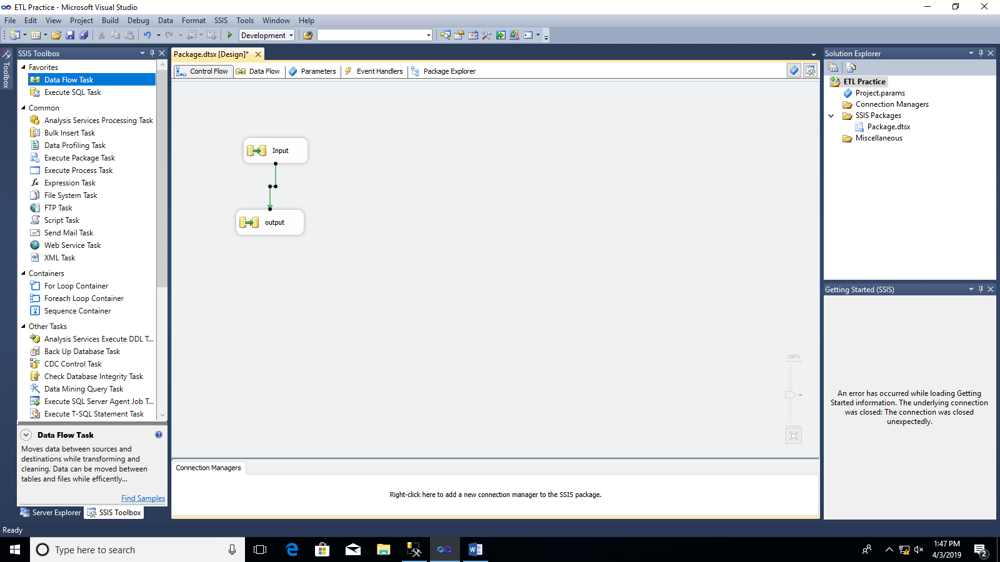 ETL Practice - Microsoft Visual Studio
File Edit View Project Build Debug Data Format SSIS Tools Window Help
Development
Toolbox
SSIS Toolbox
Favorites
Data Flow Task
Execute SQL Task
Common
Analysis Services Processing Task
Bulk Insert Task
Data Profiling Task
Execute Package Task
Execute Process Task
Expression Task
File System Task
FTP Task
Script Task
Send Mail Task
Web Service Task
XML Task
Containers
For Loop Container
Foreach Loop Container
Sequence Container
Other Tasks
Analysis Services Execute DDL T...
Back Up Database Task
CDC Control Task
Check Database Integrity Task
Data Mining Query Task
Execute SQL Server Agent Job T...
Execute T-SQL Statement Task
Data Flow Task
Moves data between sources and
destinations while transforming and
cleaning. Data can be moved between
tables and files while efficently...
Find Samples
Server Explorer SSIS Toolbox
Package.dtsx [Design]*
Control Flow Data Flow Parameters Event Handlers Package Explorer
Input
output
100%
Connection Managers
Right-click here to add a new connection manager to the SSIS package.
Solution Explorer
ETL Practice
Project.params
Connection Managers
SSIS Packages
Package.dtsx
Miscellaneous
Getting Started (SSIS)
An error has occurred while loading Getting
Started information. The underlying connection
was closed: The connection was closed
unexpectedly.
Ready
Type here to search
1:47 PM
4/3/2019
2